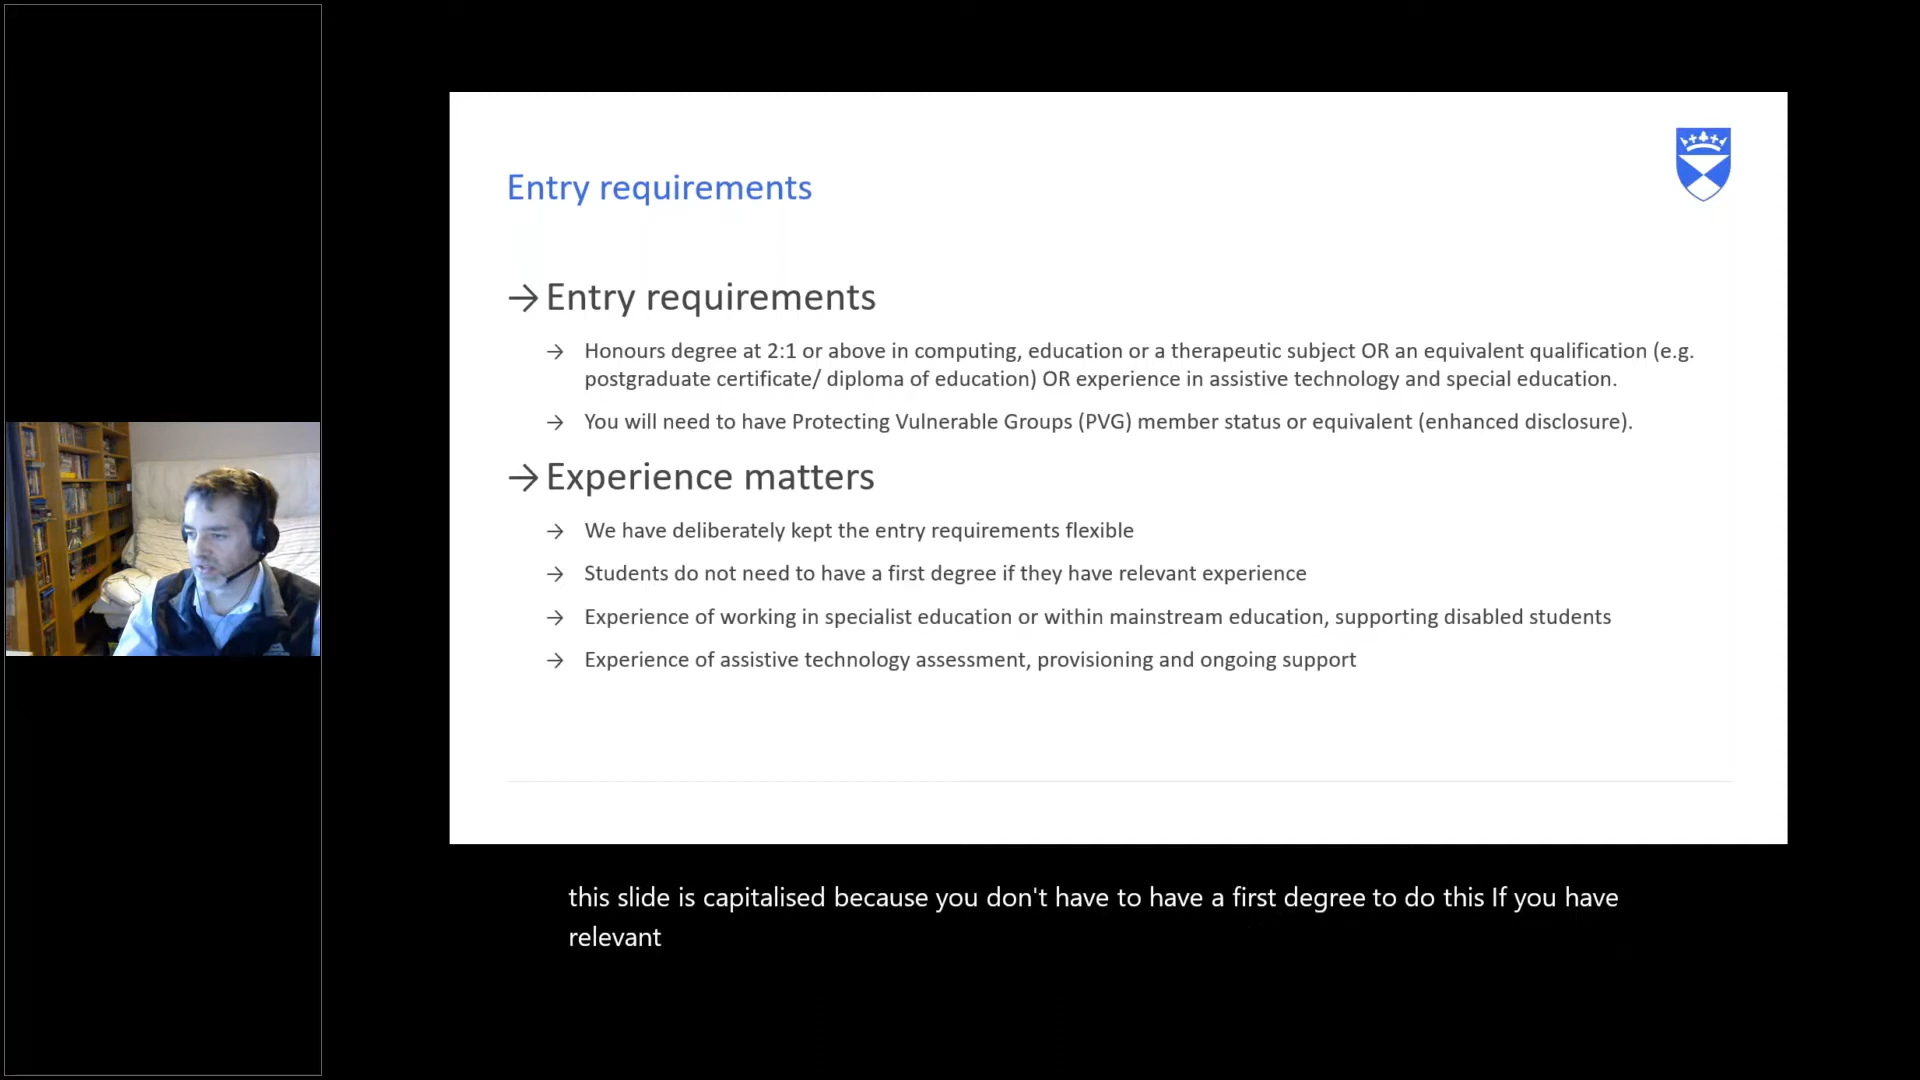 Entry requirements
→ Entry requirements
→ Honours degree at 2:1 or above in computing, education or a therapeutic subject OR an equivalent qualification (e.g.
postgraduate certificate/ diploma of education) OR experience in assistive technology and special education.
→ You will need to have Protecting Vulnerable Groups (PVG) member status or equivalent (enhanced disclosure).
→ Experience matters
→ We have deliberately kept the entry requirements flexible
→ Students do not need to have a first degree if they have relevant experience
→ Experience of working in specialist education or within mainstream education, supporting disabled students
→ Experience of assistive technology assessment, provisioning and ongoing support
this slide is capitalised because you don't have to have a first degree to do this If you have
relevant